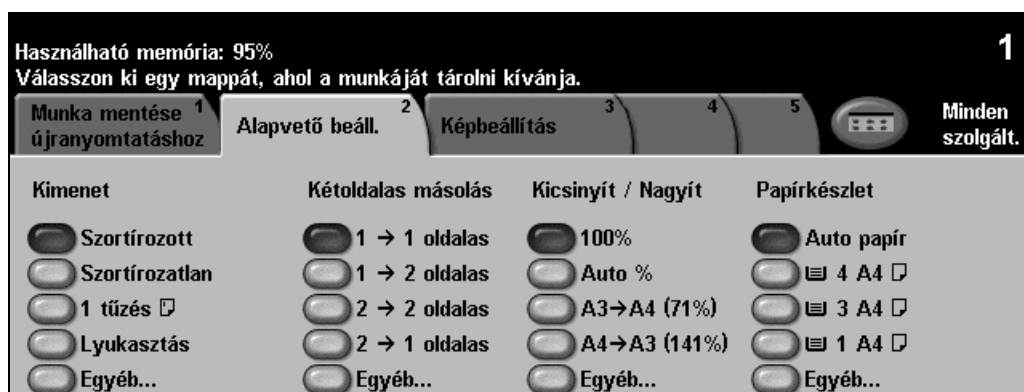 Használható memória: 95%
1
Válasszon ki egy mappát, ahol a munkáját tárolni kívánja.
Munka mentése újranyomtatáshoz 1
Alapvető beáll. 2
Képbeállítás 3
4
5
Minden szolgált.
Kimenet
Szortírozott
Szortírozatlan
1 tűzés
Lyukasztás
Egyéb...
Kétoldalas másolás
1 → 1 oldalas
1 → 2 oldalas
2 → 2 oldalas
2 → 1 oldalas
Egyéb...
Kicsinyít / Nagyít
100%
Auto %
A3→A4 (71%)
A4→A3 (141%)
Egyéb...
Papírkészlet
Auto papír
4 A4
3 A4
1 A4
Egyéb...